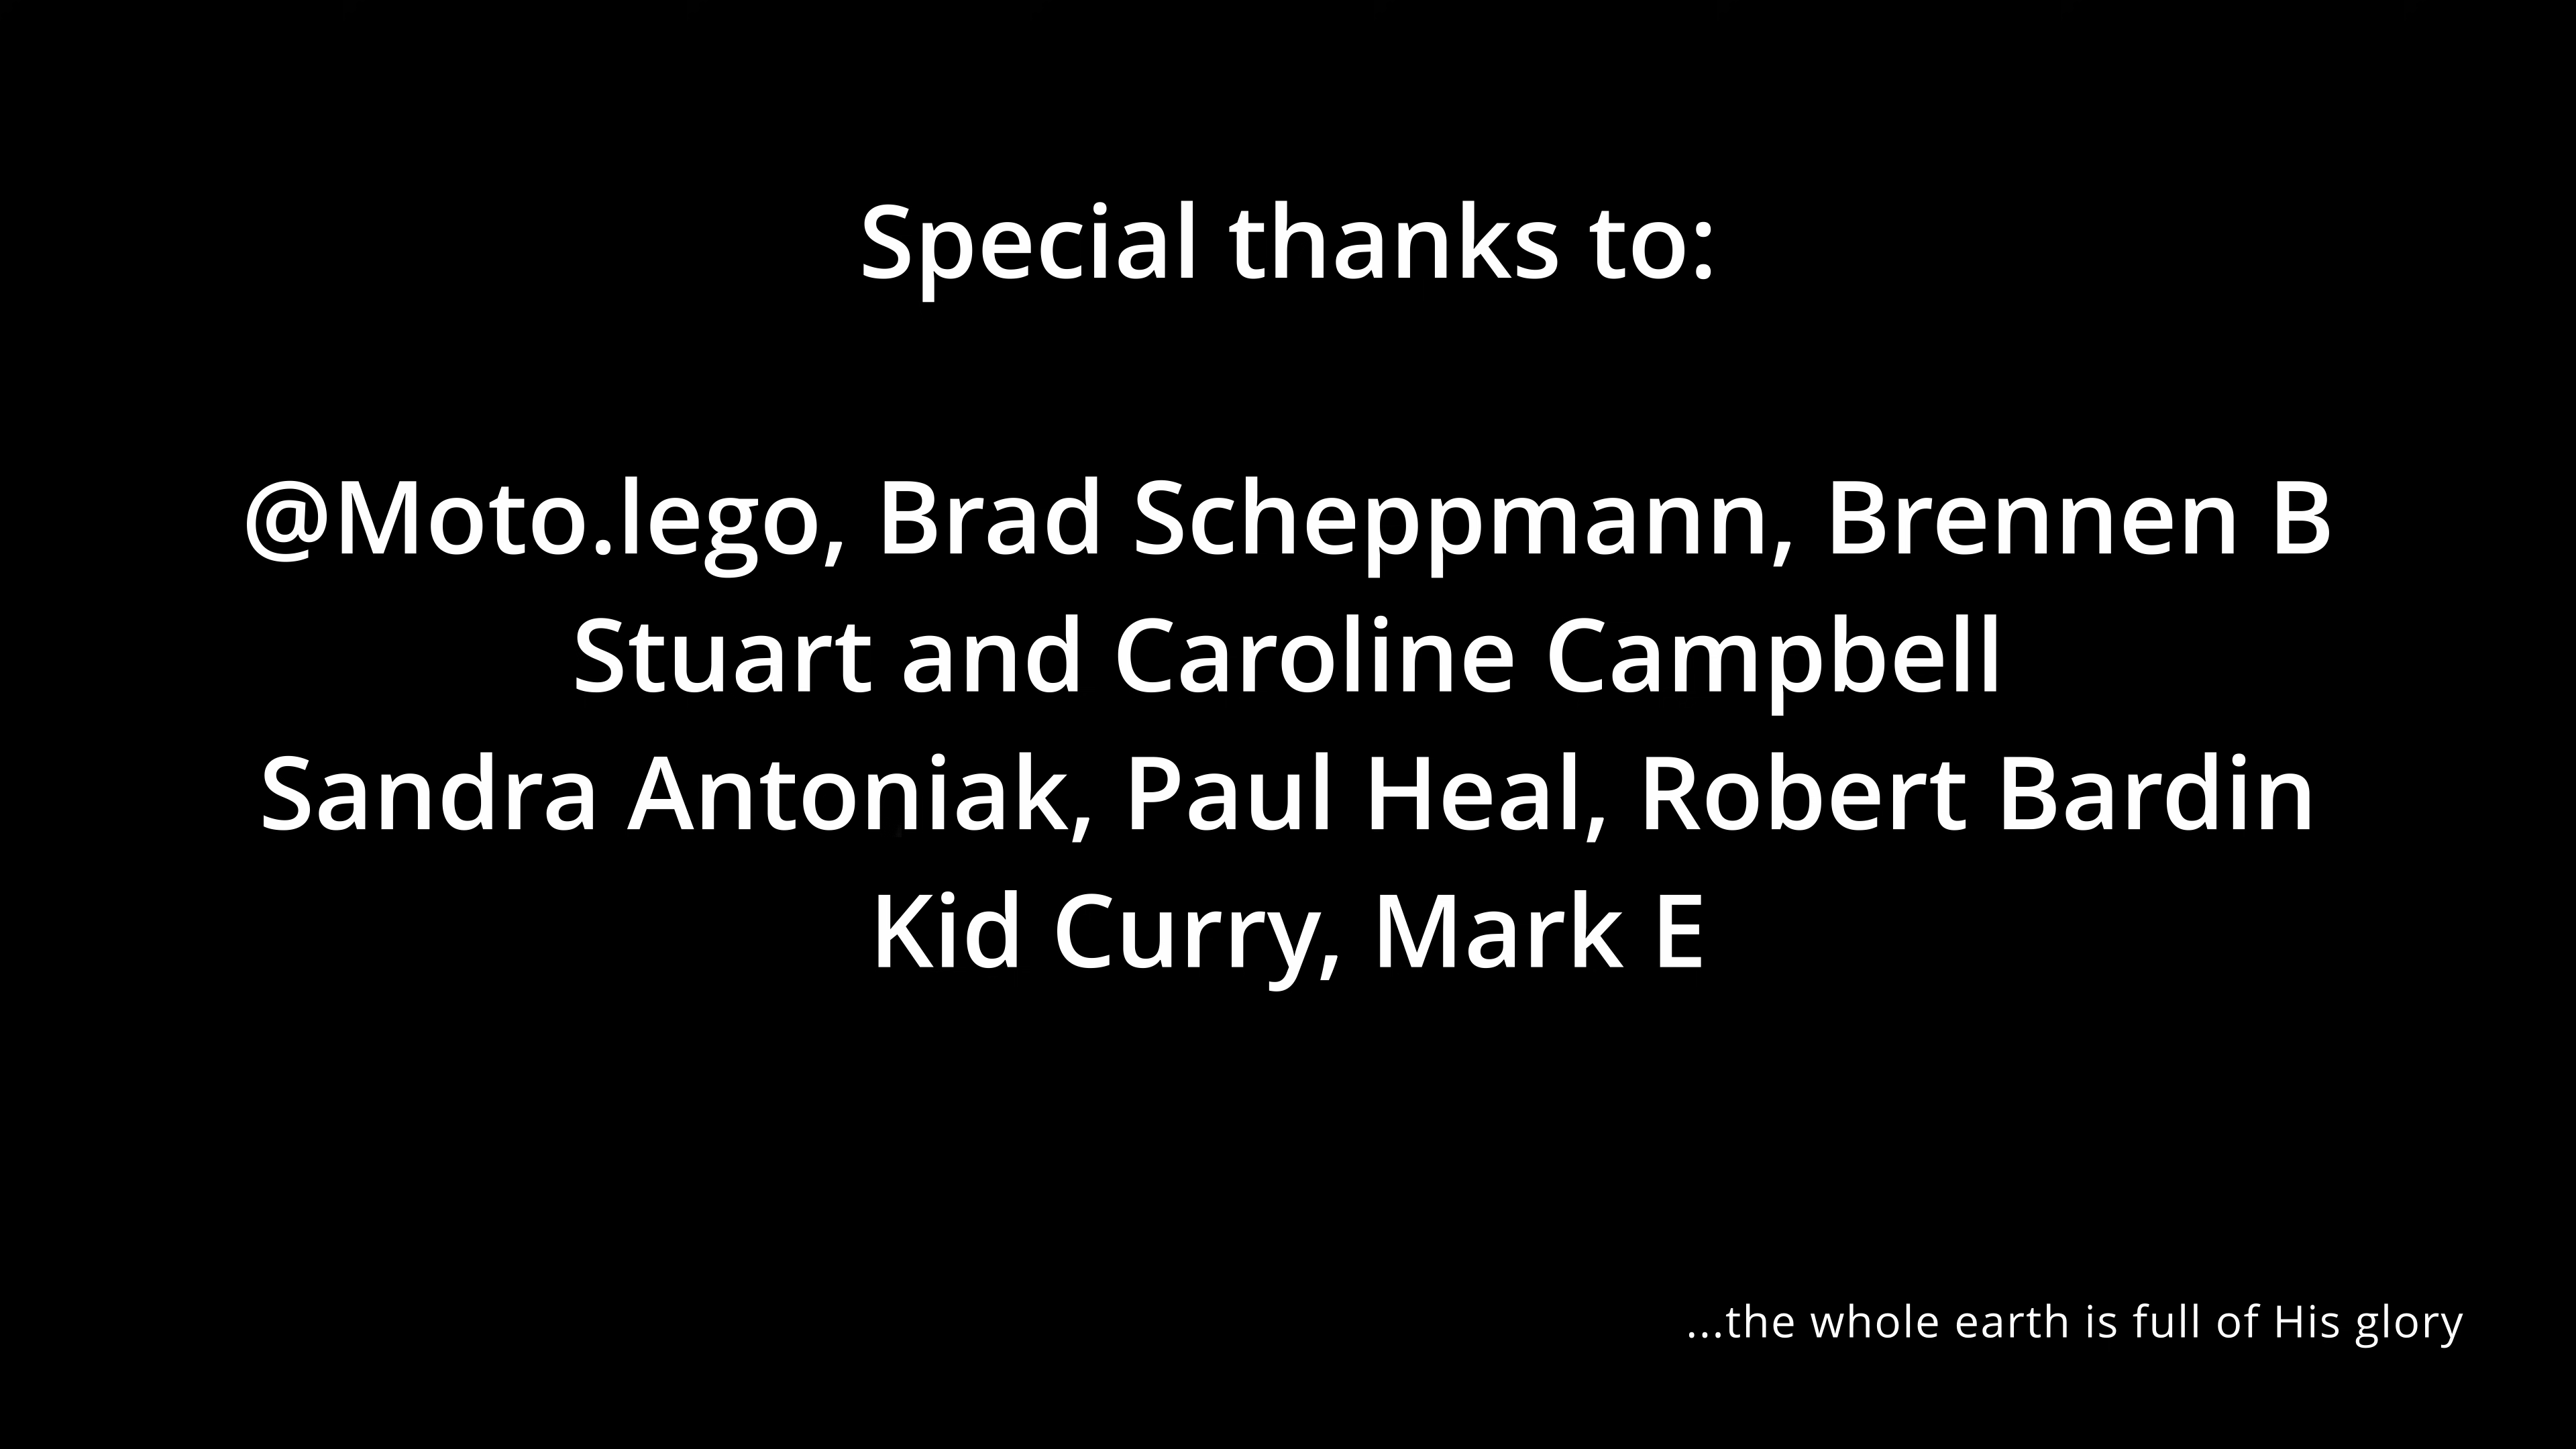 Special thanks to:
@Moto.lego, Brad Scheppmann, Brennen B
Stuart and Caroline Campbell
Sandra Antoniak, Paul Heal, Robert Bardin
Kid Curry, Mark E
...the whole earth is full of His glory